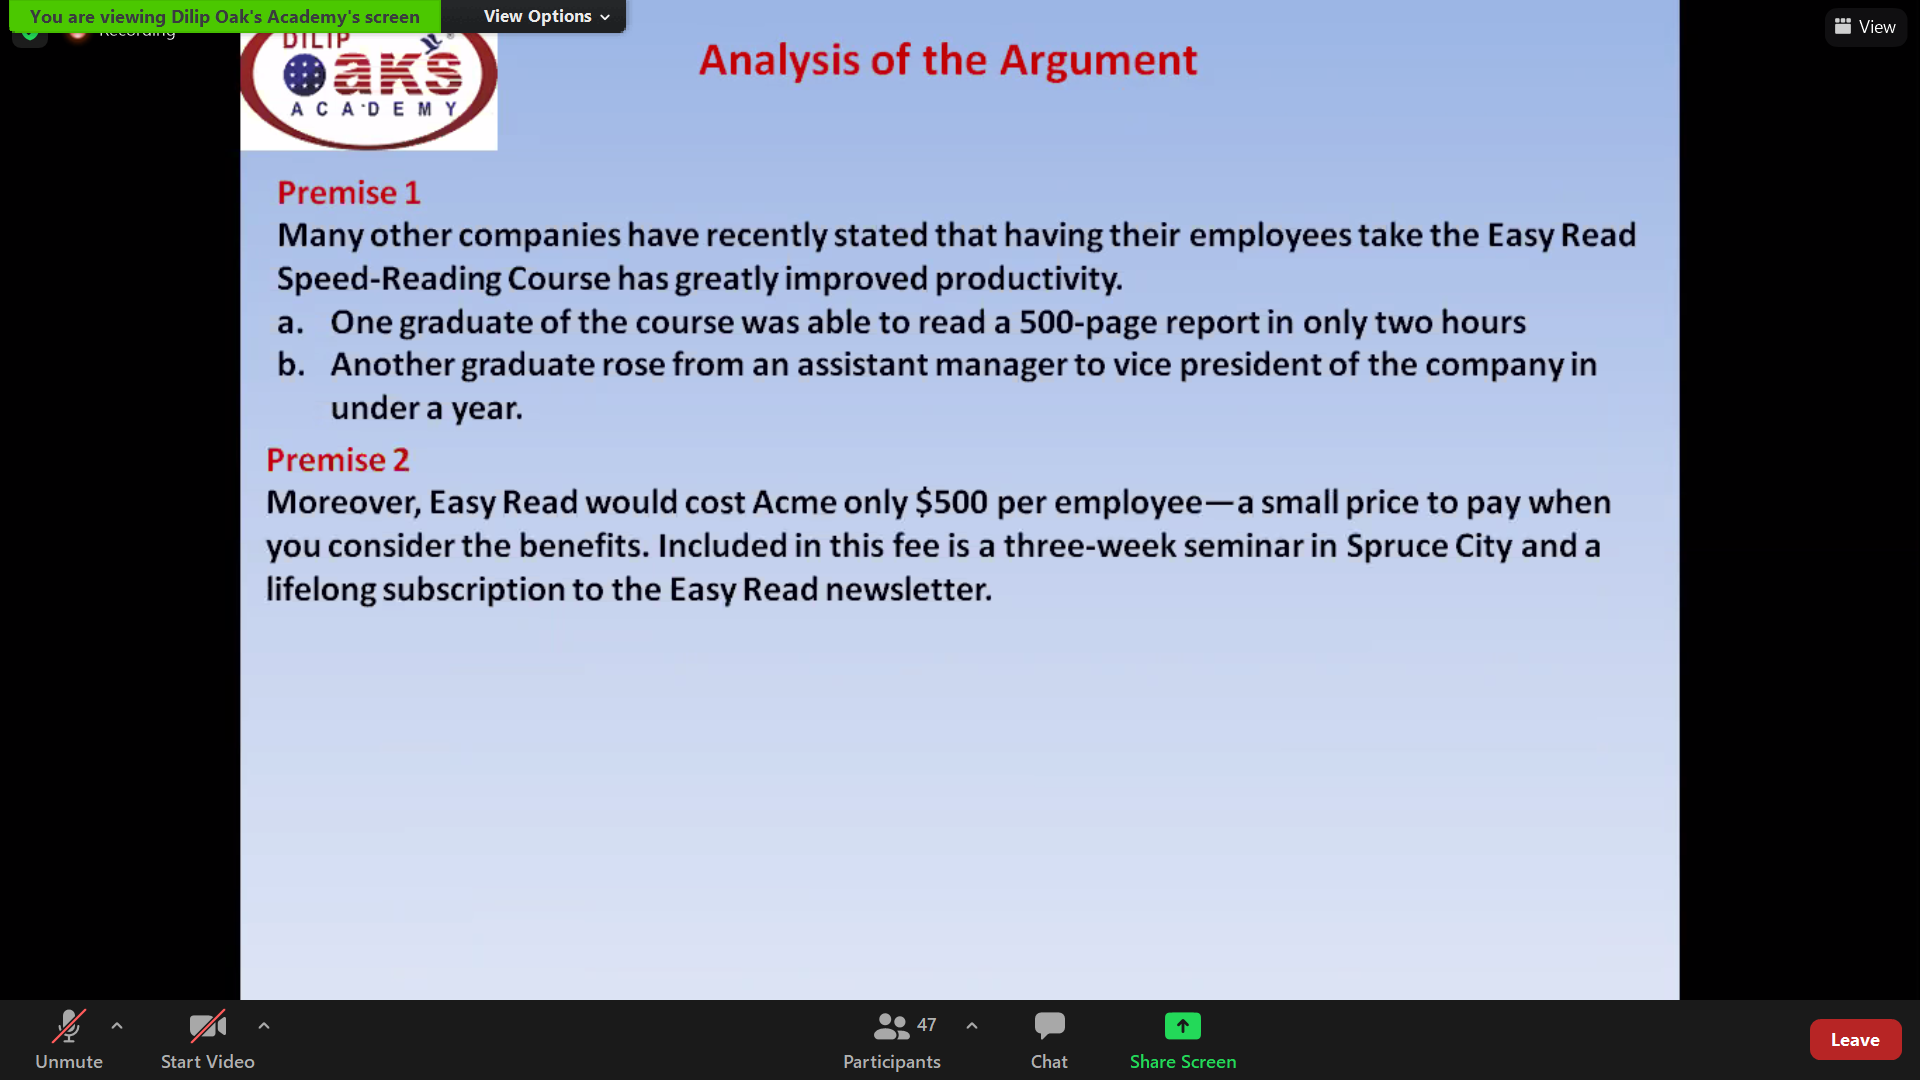 You are viewing Dilip Oak's Academy's screen
View Options
Recording
View
DILIP
Oaks
ACADEMY
Analysis of the Argument
Premise 1
Many other companies have recently stated that having their employees take the Easy Read
Speed-Reading Course has greatly improved productivity.
a. One graduate of the course was able to read a 500-page report in only two hours
b. Another graduate rose from an assistant manager to vice president of the company in
under a year.
Premise 2
Moreover, Easy Read would cost Acme only $500 per employee—a small price to pay when
you consider the benefits. Included in this fee is a three-week seminar in Spruce City and a
lifelong subscription to the Easy Read newsletter.
Unmute
Start Video
47
Participants
Chat
Share Screen
Leave